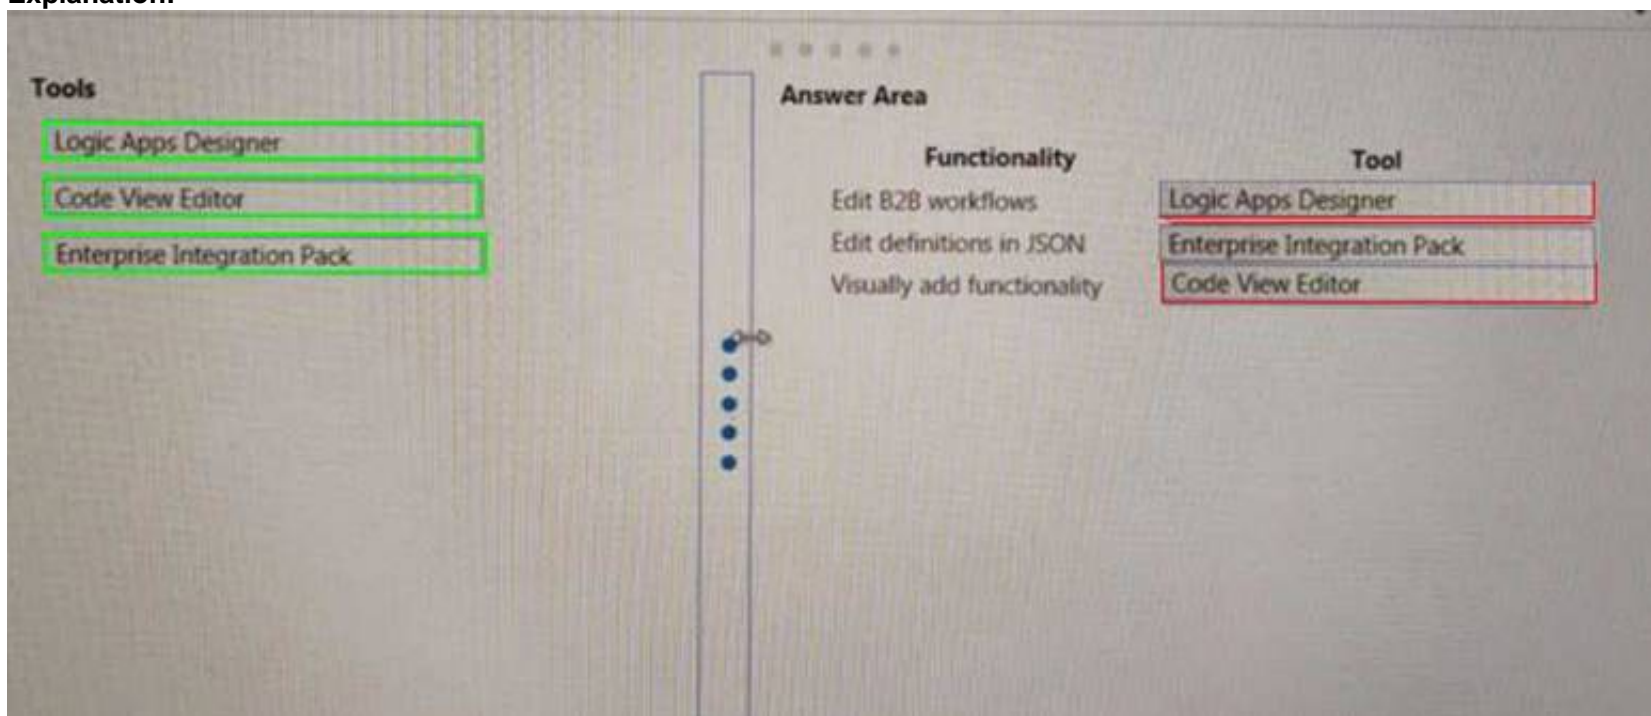 Explanation:
Tools
Logic Apps Designer
Code View Editor
Enterprise Integration Pack
Answer Area
Functionality Tool
Edit B2B workflows Logic Apps Designer
Edit definitions in JSON Enterprise Integration Pack
Visually add functionality Code View Editor